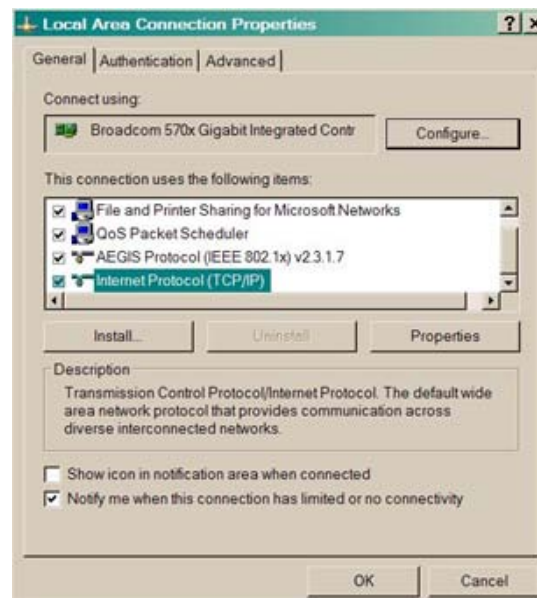 Local Area Connection Properties
General Authentication Advanced
Connect using:
Broadcom 570x Gigabit Integrated Contr Configure...
This connection uses the following items:
File and Printer Sharing for Microsoft Networks
QoS Packet Scheduler
AEGIS Protocol (IEEE 802.1x) v2.3.1.7
Internet Protocol (TCP/IP)
Install... Uninstall Properties
Description
Transmission Control Protocol/Internet Protocol. The default wide
area network protocol that provides communication across
diverse interconnected networks.
Show icon in notification area when connected
Notify me when this connection has limited or no connectivity
OK Cancel